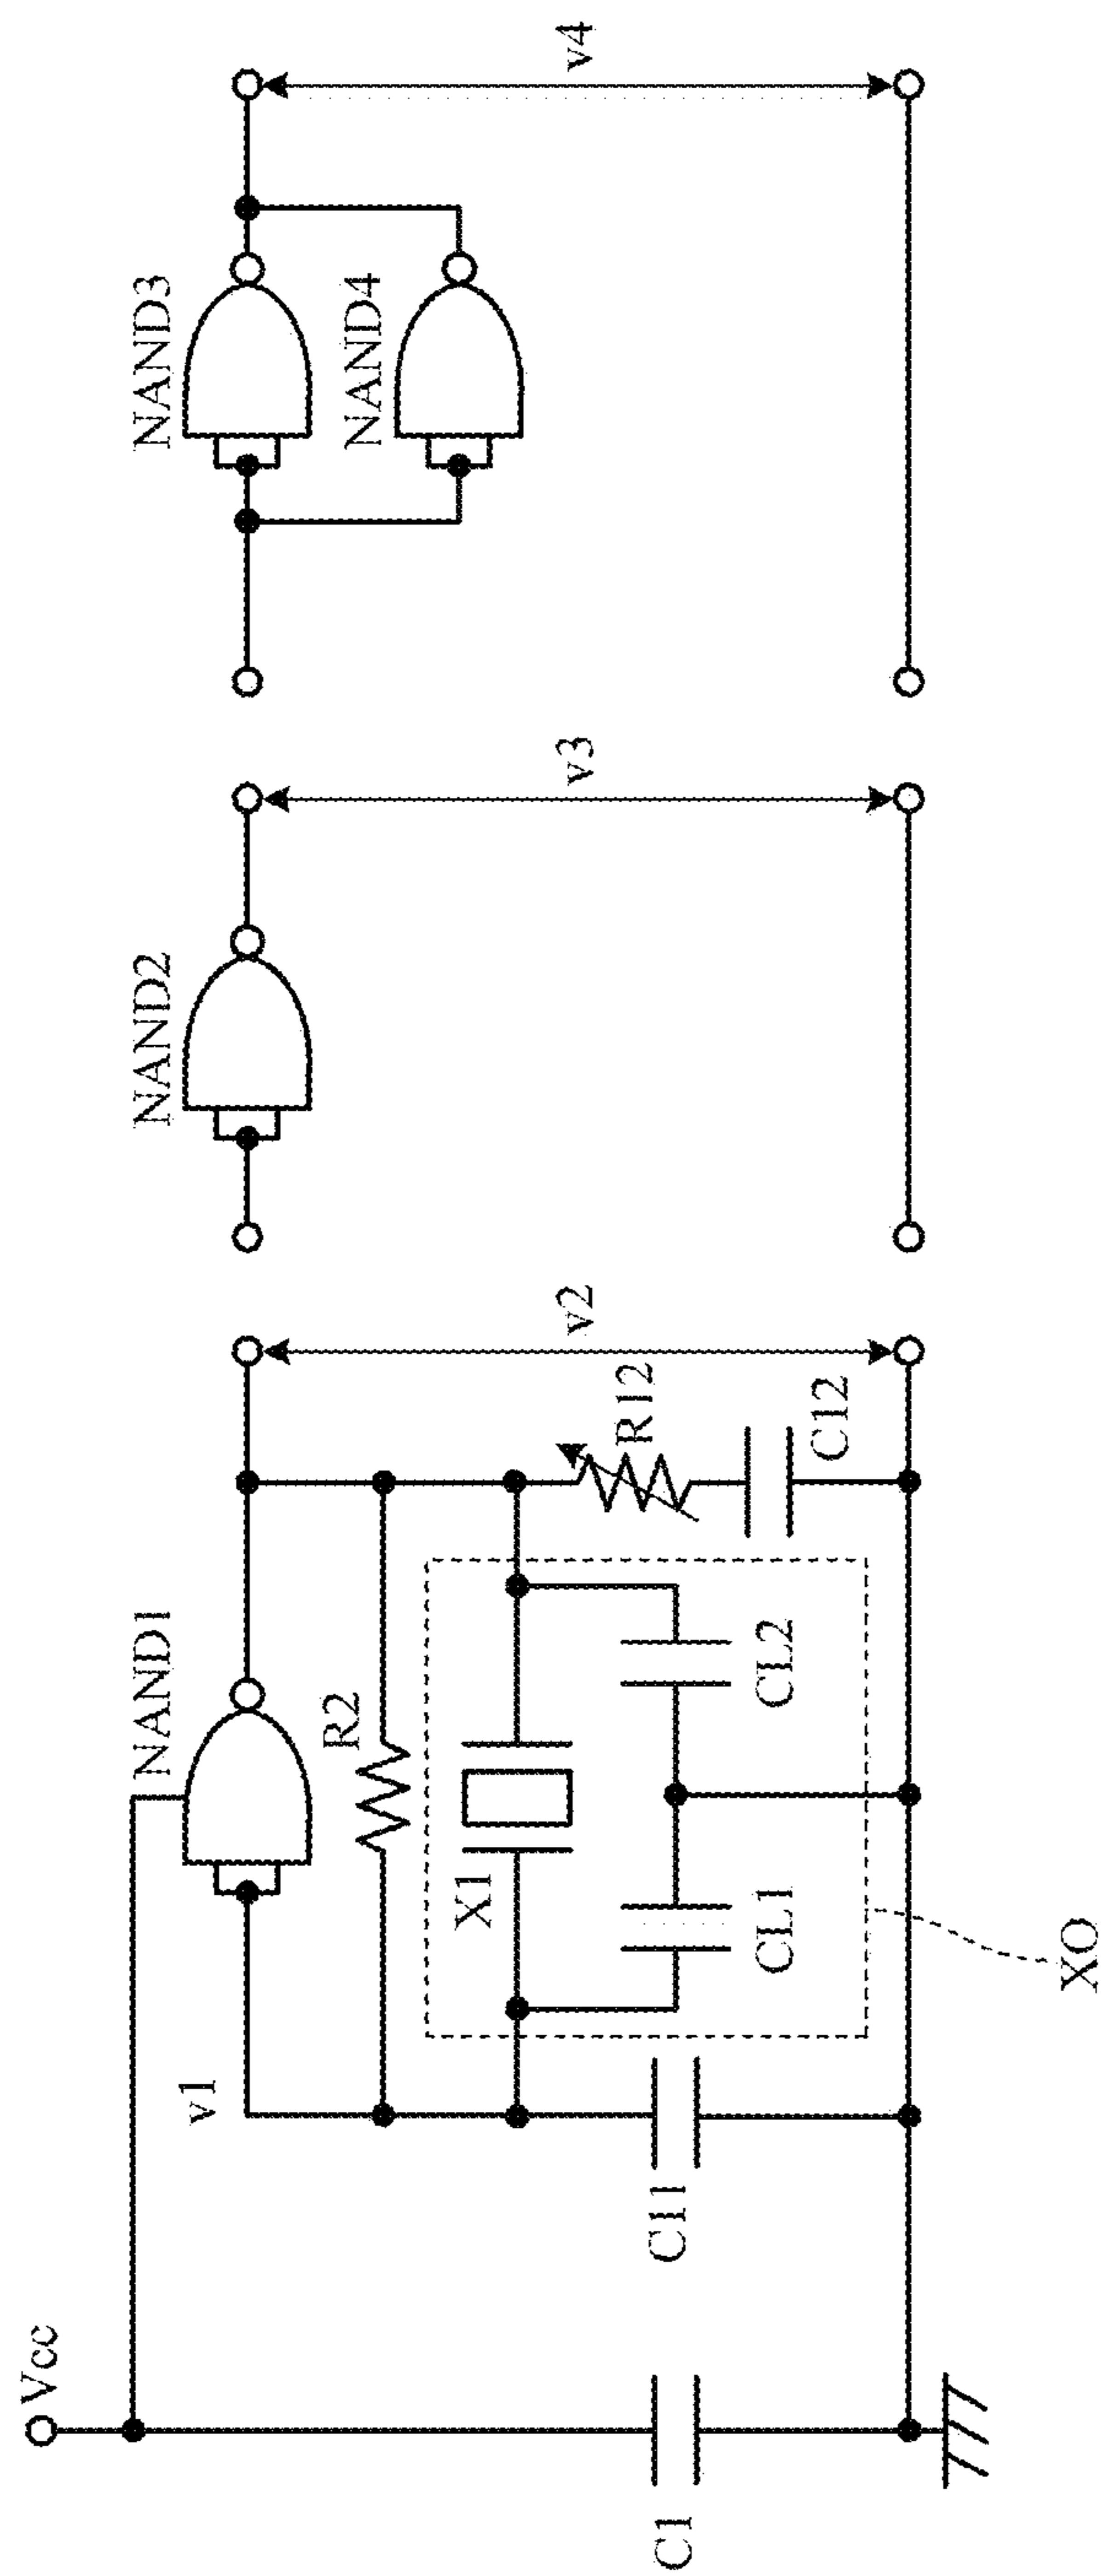 Vcc
C1
C11
v1
NAND1
R2
X1
CL1
CL2
XO
R12
C12
v2
NAND2
v3
NAND3
NAND4
v4